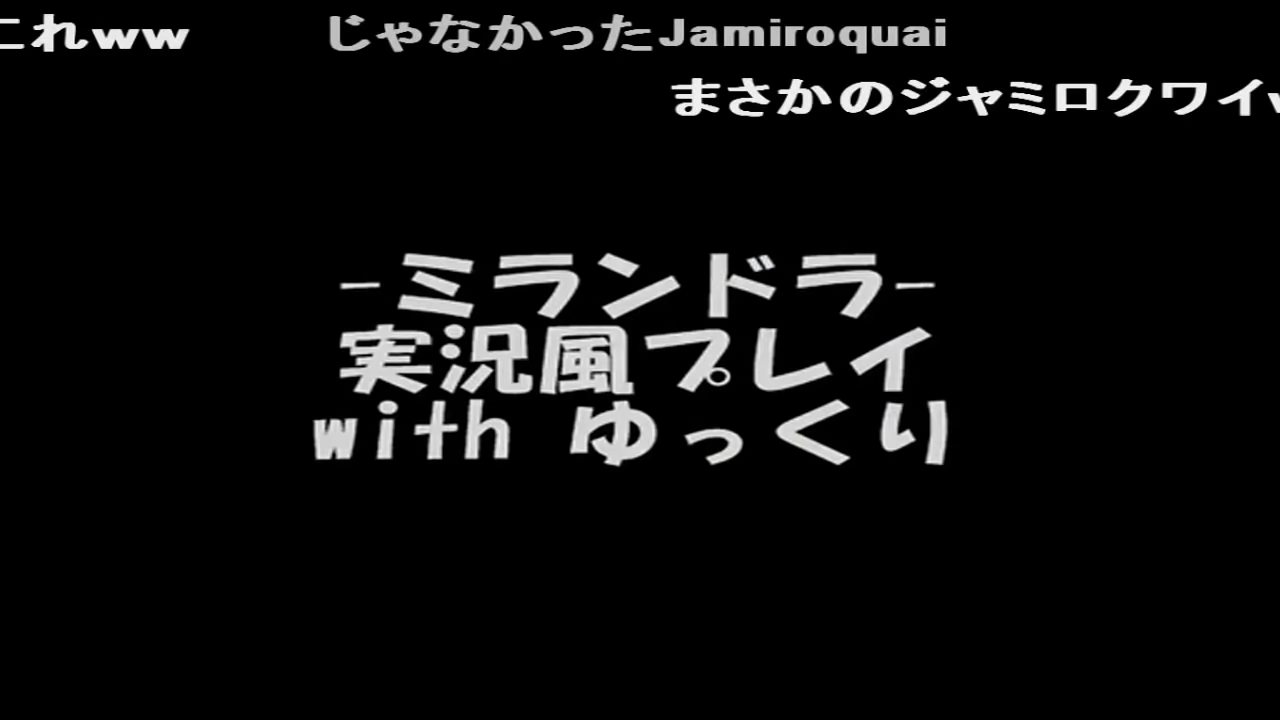 これww　じゃなかったJamiroquai
まさかのジャミロクワイw
-ミランドラ-
実況風プレイ
with ゆっくり